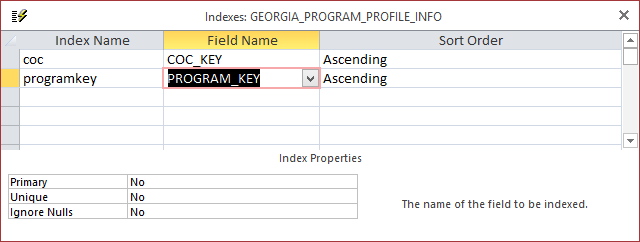 Indexes: GEORGIA_PROGRAM_PROFILE_INFO
Index Name Field Name Sort Order
coc COC_KEY Ascending
programkey PROGRAM_KEY Ascending
Index Properties
Primary No
Unique No
Ignore Nulls No
The name of the field to be indexed.